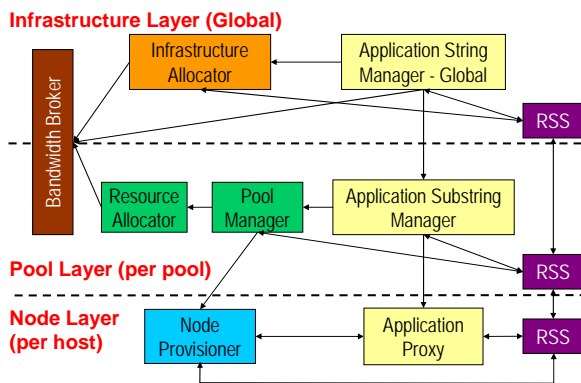 Infrastructure Layer (Global)
Infrastructure
Allocator
Application String
Manager - Global
RSS
Bandwidth Broker
Resource
Allocator
Pool
Manager
Application Substring
Manager
Pool Layer (per pool)
RSS
Node Layer
(per host)
Node
Provisioner
Application
Proxy
RSS